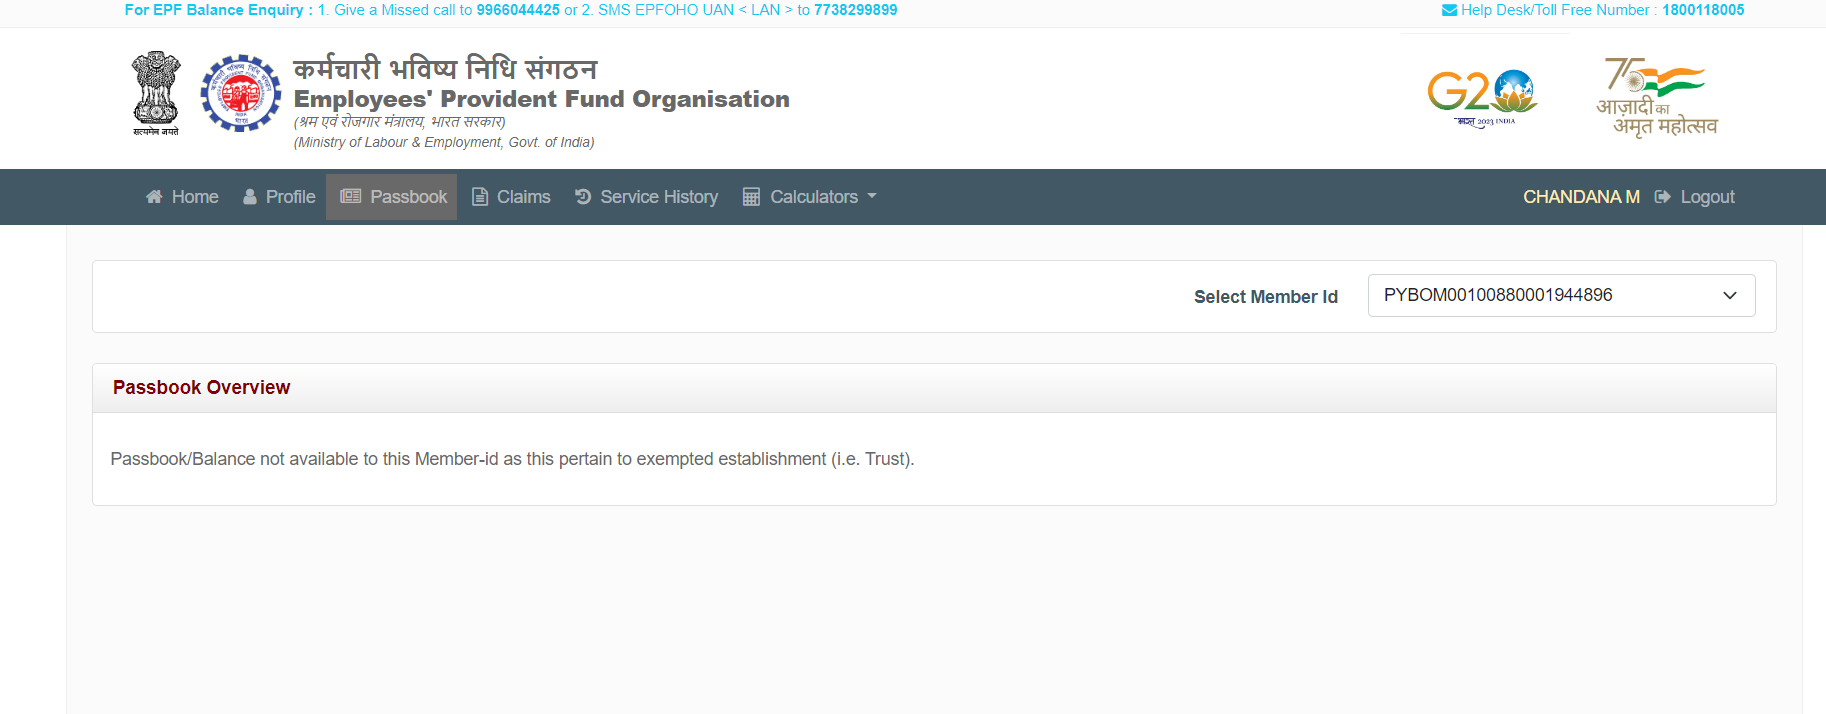 For EPF Balance Enquiry : 1. Give a Missed call to 9966044425 or 2. SMS EPFOHO UAN < LAN > to 7738299899
Help Desk/Toll Free Number : 1800118005
सत्यमेव जयते
कर्मचारी भविष्य निधि संगठन
Employees' Provident Fund Organisation
(श्रम एवं रोजगार मंत्रालय, भारत सरकार)
(Ministry of Labour & Employment, Govt. of India)
G20
भारत 2023 INDIA
75
आज़ादी का
अमृत महोत्सव
Home Profile Passbook Claims Service History Calculators CHANDANA M Logout
Select Member Id PYBOM00100880001944896
Passbook Overview
Passbook/Balance not available to this Member-id as this pertain to exempted establishment (i.e. Trust).